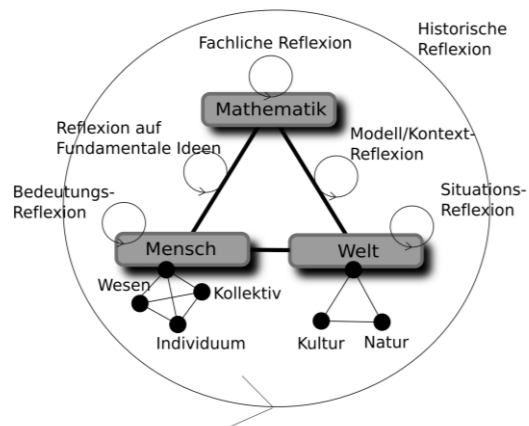 Historische
Reflexion
Fachliche Reflexion
Mathematik
Reflexion auf
Fundamentale Ideen
Modell/Kontext-
Reflexion
Bedeutungs-
Reflexion
Situations-
Reflexion
Mensch
Welt
Wesen
Kollektiv
Individuum
Kultur
Natur